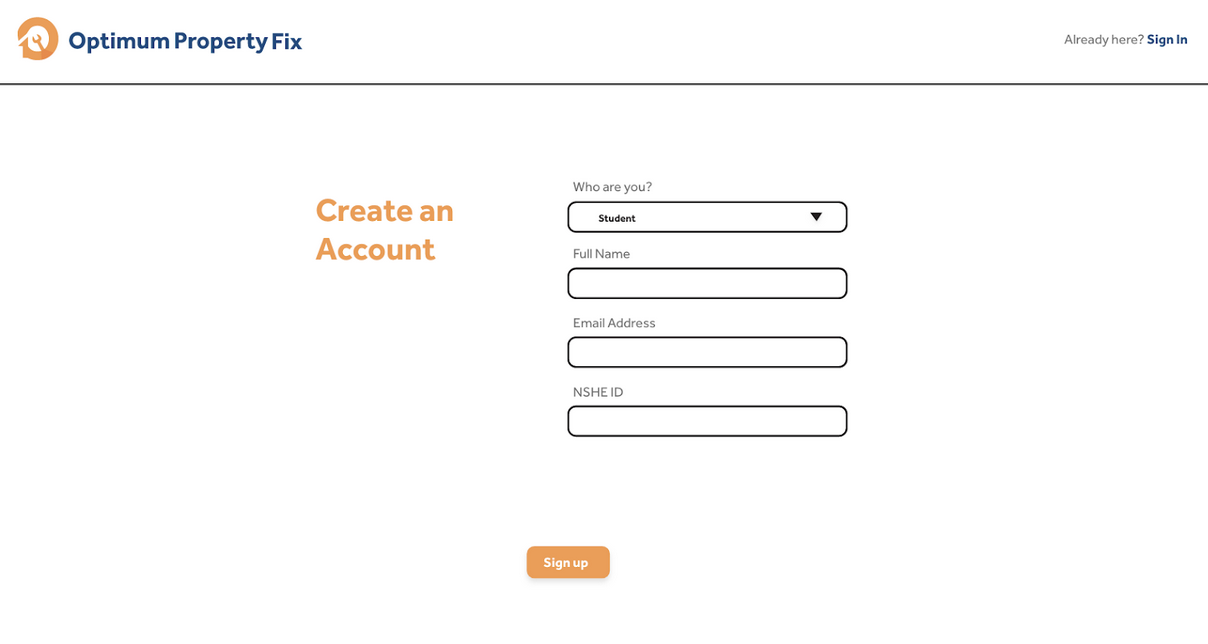 Optimum Property Fix
Already here? Sign In
Create an
Account
Who are you?
Student
Full Name
Email Address
NSHE ID
Sign up